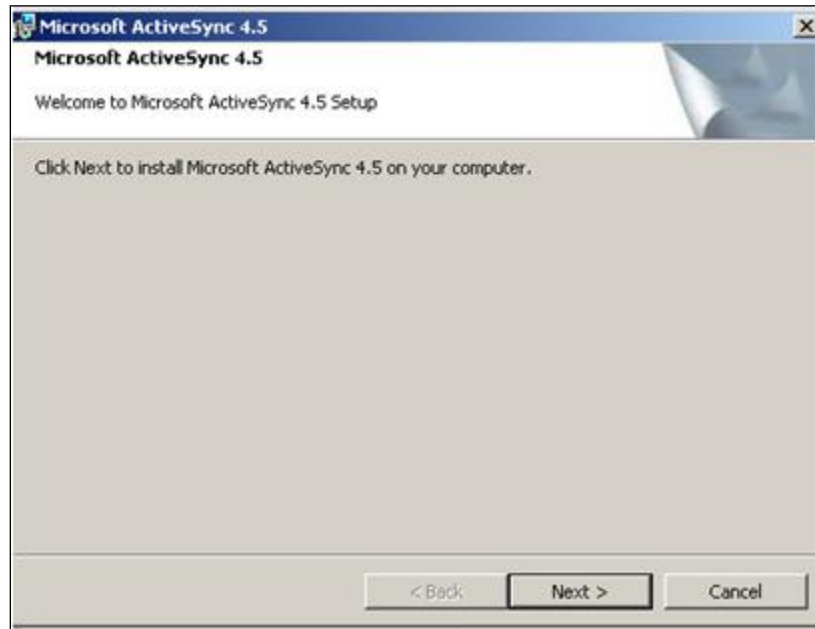 Microsoft ActiveSync 4.5
Microsoft ActiveSync 4.5
Welcome to Microsoft ActiveSync 4.5 Setup
Click Next to install Microsoft ActiveSync 4.5 on your computer.
< Back Next > Cancel